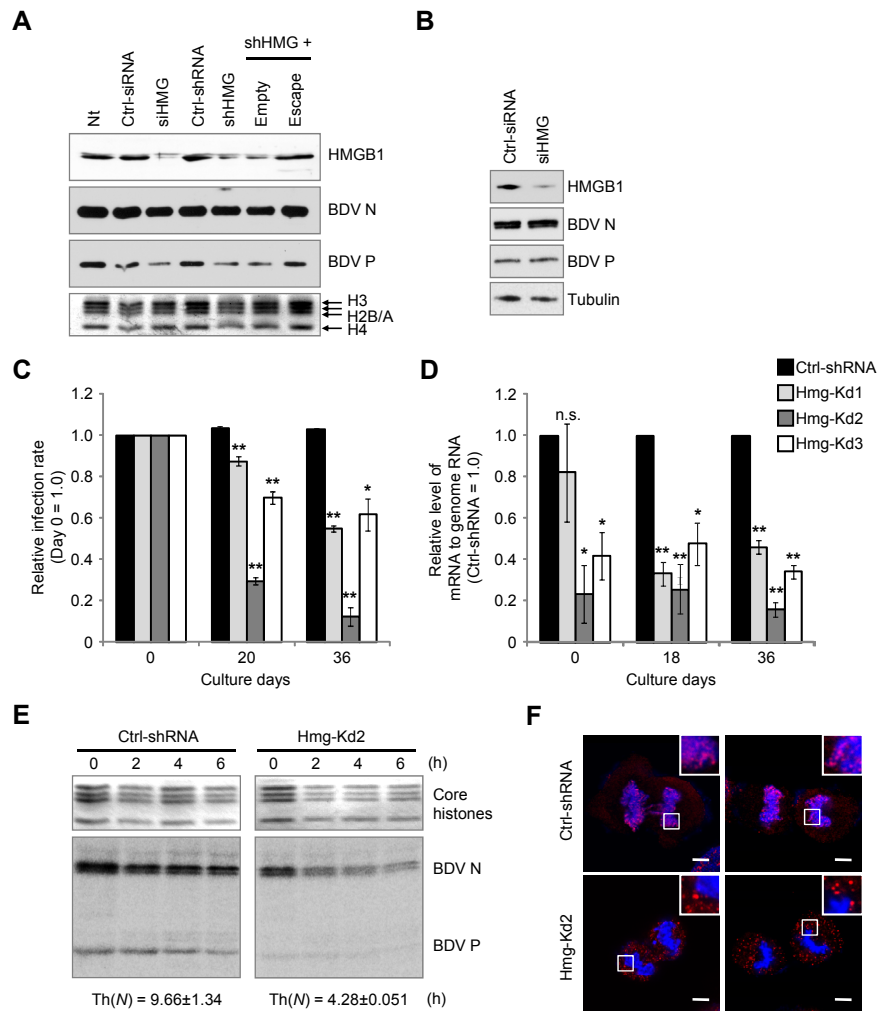 A
shHMG +
Nt
Ctrl-siRNA
siHMG
Ctrl-shRNA
shHMG
Empty
Escape
HMGB1
BDV N
BDV P
H3
H2B/A
H4
B
Ctrl-siRNA
siHMG
HMGB1
BDV N
BDV P
Tubulin
C
Relative infection rate
(Day 0 = 1.0)
1.2
1.0
0.8
0.6
0.4
0.2
0
**
**
**
**
**
*
0 20 36
Culture days
D
Relative level of
mRNA to genome RNA
(Ctrl-shRNA = 1.0)
1.2
1.0
0.8
0.6
0.4
0.2
0
n.s.
*
*
**
**
*
**
**
**
0 18 36
Culture days
Ctrl-shRNA
Hmg-Kd1
Hmg-Kd2
Hmg-Kd3
E
Ctrl-shRNA Hmg-Kd2
0 2 4 6 0 2 4 6 (h)
Core
histones
BDV N
BDV P
Th(N) = 9.66±1.34 Th(N) = 4.28±0.051 (h)
F
Ctrl-shRNA
Hmg-Kd2